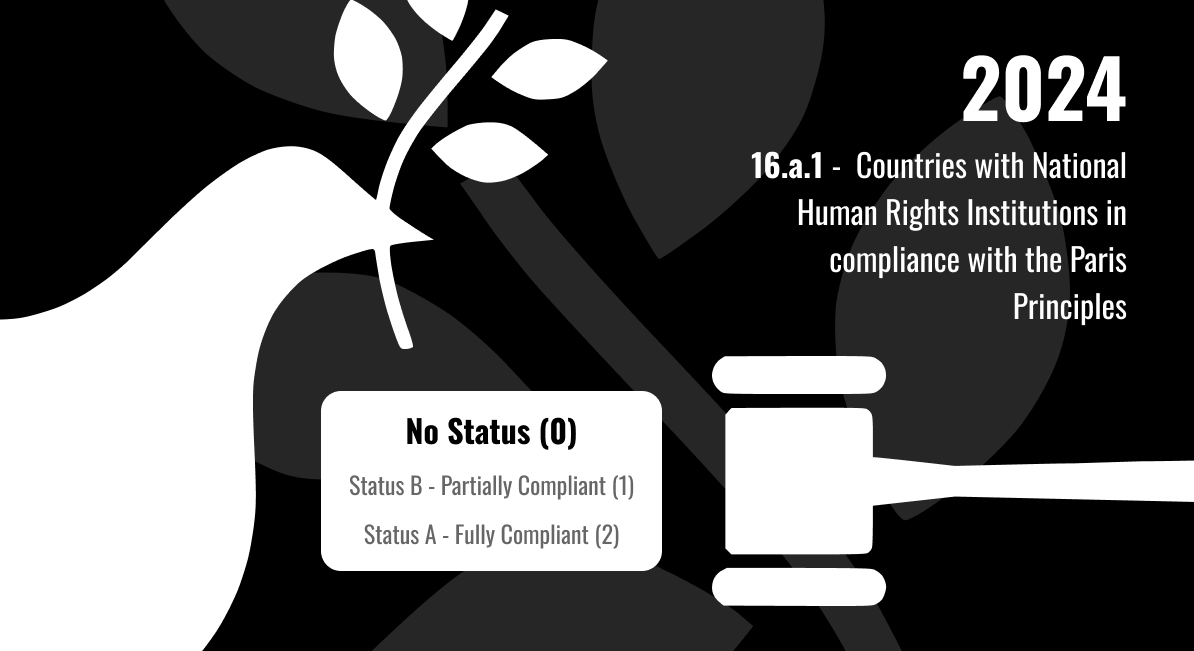 2024
16.a.1 - Countries with National
Human Rights Institutions in
compliance with the Paris
Principles
No Status (0)
Status B - Partially Compliant (1)
Status A - Fully Compliant (2)